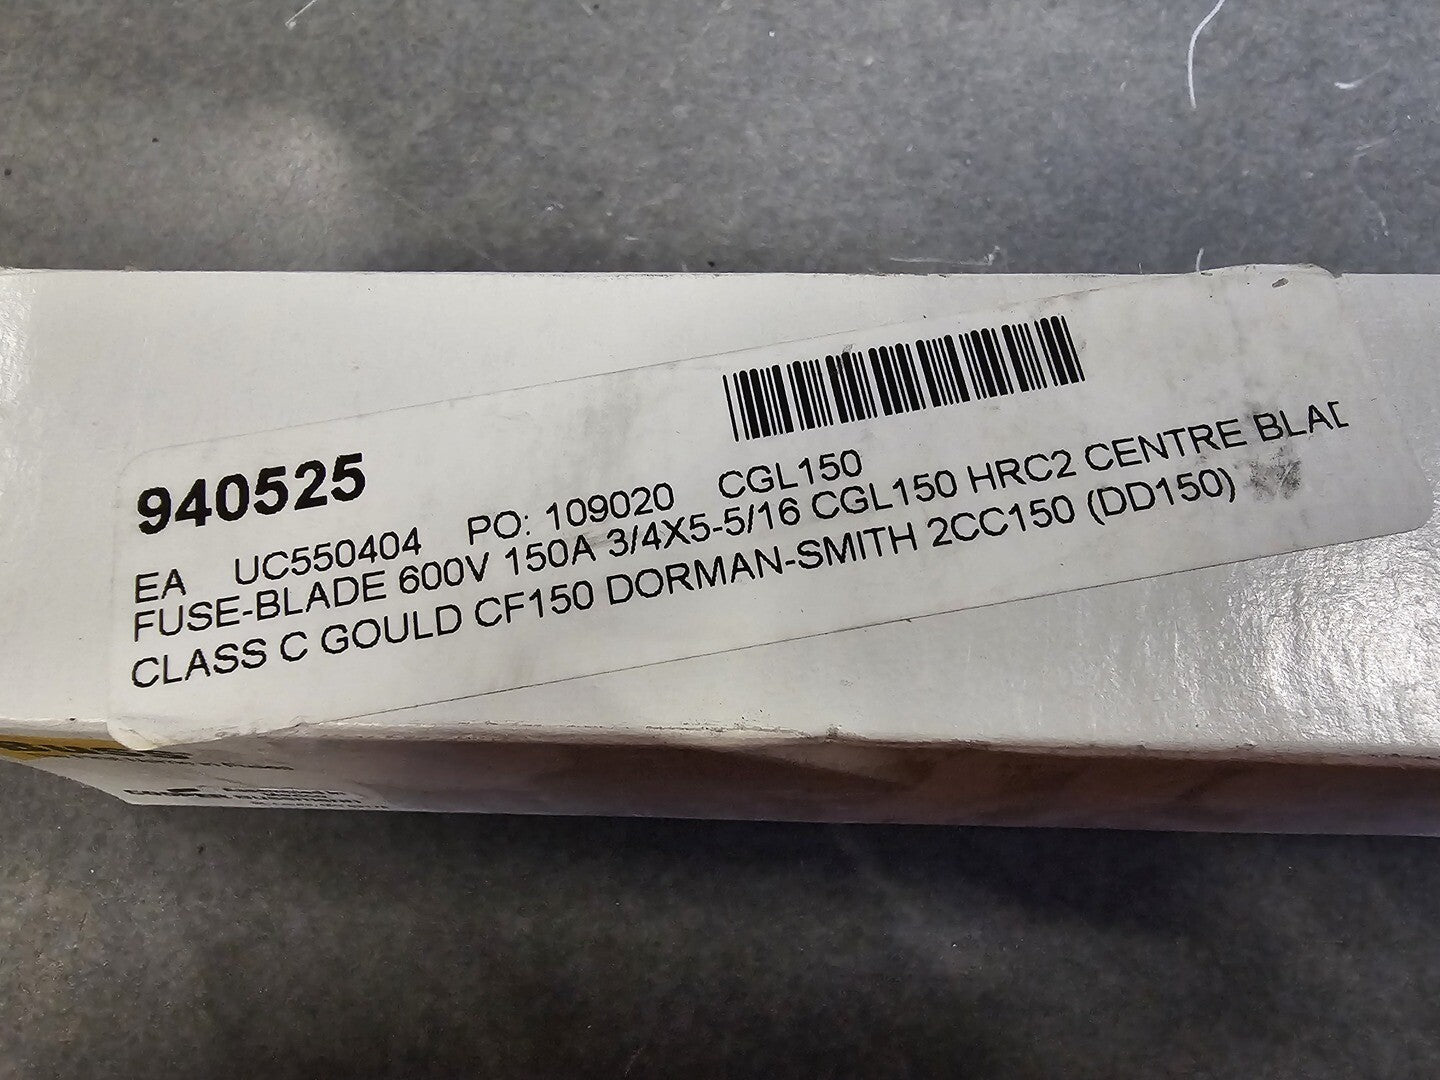 940525
EA UC550404 PO: 109020 CGL150
FUSE-BLADE 600V 150A 3/4X5-5/16 CGL150 HRC2 CENTRE BLAD
CLASS C GOULD CF150 DORMAN-SMITH 2CC150 (DD150)